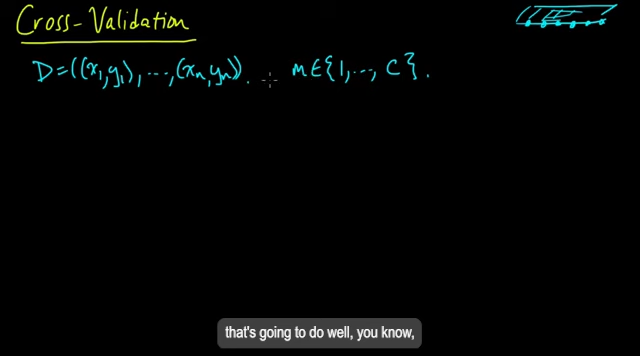 Cross-Validation
D=((x₁,y₁),...,(xₙ,yₙ)). m∈{1,...,C}.
that's going to do well, you know,